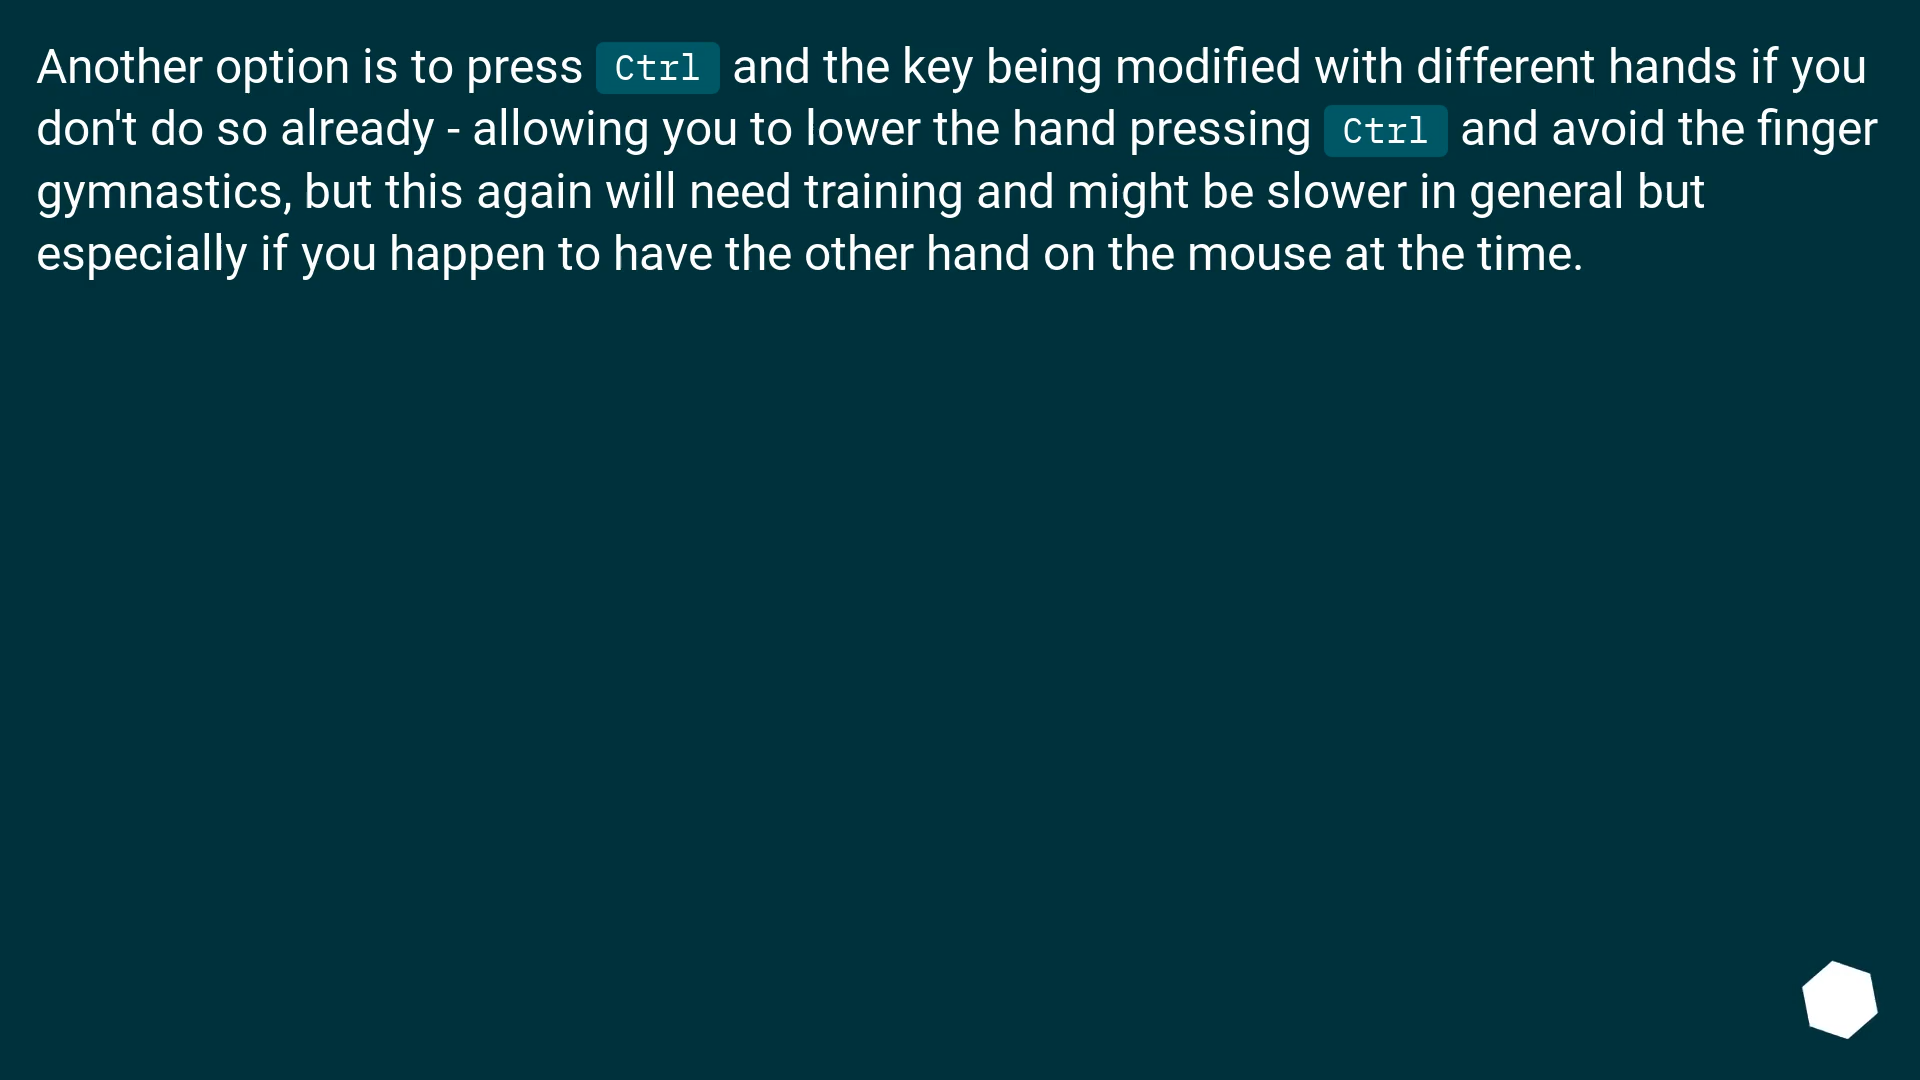 Another option is to press Ctrl and the key being modified with different hands if you
don't do so already - allowing you to lower the hand pressing Ctrl and avoid the finger
gymnastics, but this again will need training and might be slower in general but
especially if you happen to have the other hand on the mouse at the time.